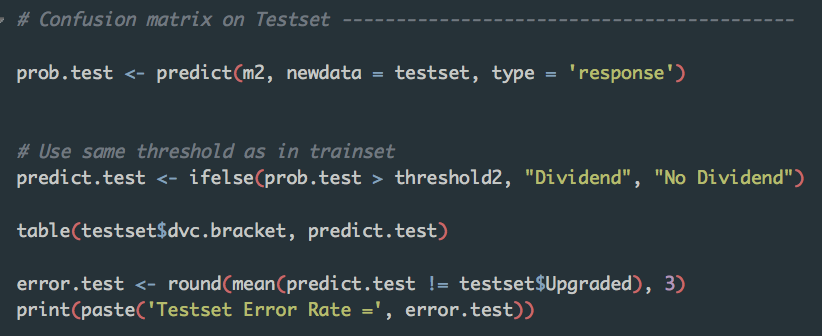 # Confusion matrix on Testset -------------------------------------------
prob.test <- predict(m2, newdata = testset, type = 'response')
# Use same threshold as in trainset
predict.test <- ifelse(prob.test > threshold2, "Dividend", "No Dividend")
table(testset$dvc.bracket, predict.test)
error.test <- round(mean(predict.test != testset$Upgraded), 3)
print(paste('Testset Error Rate =', error.test))